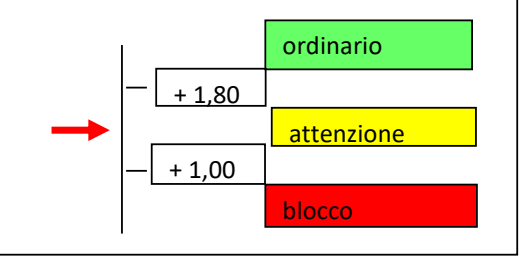 ordinario
+ 1,80
attenzione
+ 1,00
blocco